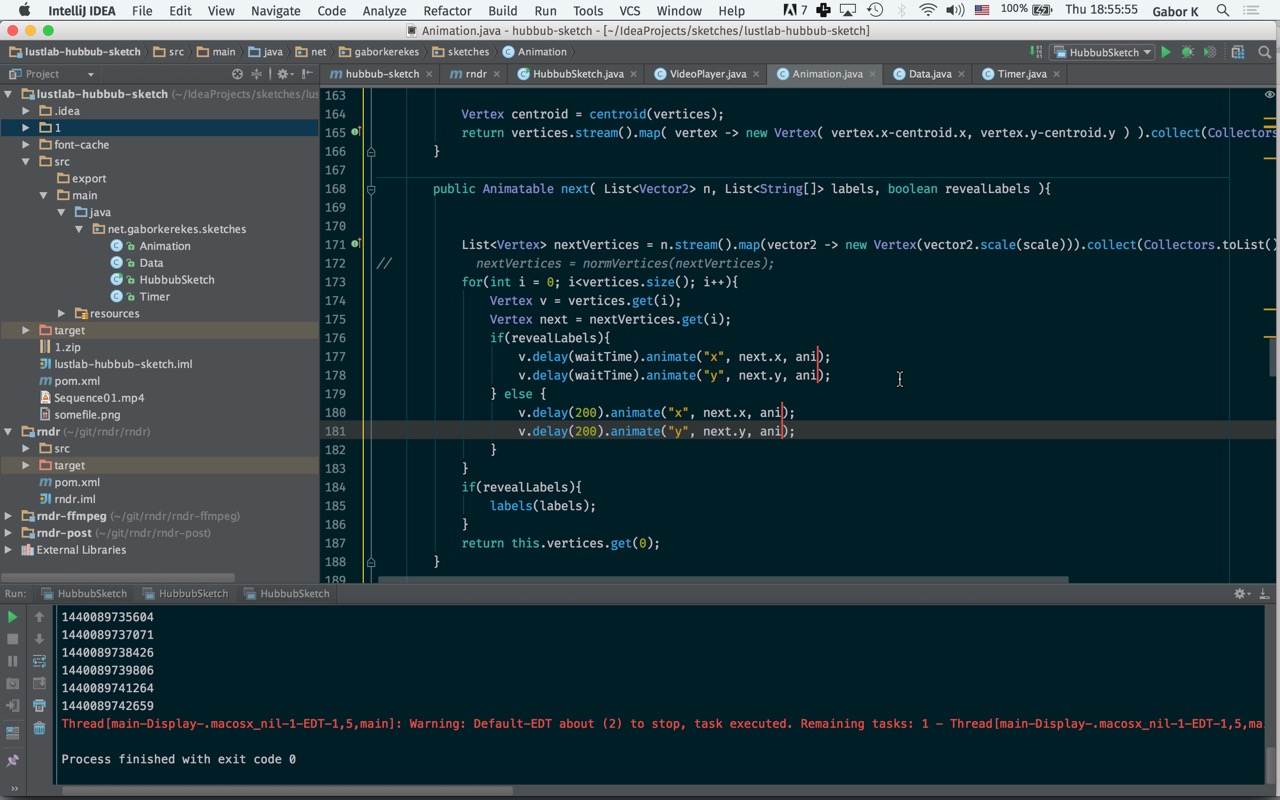 IntelliJ IDEA File Edit View Navigate Code Analyze Refactor Build Run Tools VCS Window Help 7 100% Thu 18:55:55 Gabor K
Animation.java - hubbub-sketch - [~/IdeaProjects/sketches/lustlab-hubbub-sketch]
lustlab-hubbub-sketch src main java net gaborkerekes sketches Animation HubbubSketch
Project hubbub-sketch rndr HubbubSketch.java VideoPlayer.java Animation.java Data.java Timer.java
lustlab-hubbub-sketch (~/IdeaProjects/sketches/lus
.idea
1
font-cache
src
export
main
java
net.gaborkerekes.sketches
Animation
Data
HubbubSketch
Timer
resources
target
1.zip
lustlab-hubbub-sketch.iml
pom.xml
Sequence01.mp4
somefile.png
rndr (~/git/rndr/rndr)
src
target
pom.xml
rndr.iml
rndr-ffmpeg (~/git/rndr/rndr-ffmpeg)
rndr-post (~/git/rndr/rndr-post)
External Libraries
163
164 Vertex centroid = centroid(vertices);
165 return vertices.stream().map( vertex -> new Vertex( vertex.x-centroid.x, vertex.y-centroid.y ) ).collect(Collectors
166 }
167
168 public Animatable next( List<Vector2> n, List<String[]> labels, boolean revealLabels ){
169
170
171 List<Vertex> nextVertices = n.stream().map(vector2 -> new Vertex(vector2.scale(scale))).collect(Collectors.toList()
172 // nextVertices = normVertices(nextVertices);
173 for(int i = 0; i<vertices.size(); i++){
174 Vertex v = vertices.get(i);
175 Vertex next = nextVertices.get(i);
176 if(revealLabels){
177 v.delay(waitTime).animate("x", next.x, ani);
178 v.delay(waitTime).animate("y", next.y, ani);
179 } else {
180 v.delay(200).animate("x", next.x, ani);
181 v.delay(200).animate("y", next.y, ani);
182 }
183 }
184 if(revealLabels){
185 labels(labels);
186 }
187 return this.vertices.get(0);
188 }
189
Run: HubbubSketch HubbubSketch HubbubSketch
1440089735604
1440089737071
1440089738426
1440089739806
1440089741264
1440089742659
Thread[main-Display-.macosx_nil-1-EDT-1,5,main]: Warning: Default-EDT about (2) to stop, task executed. Remaining tasks: 1 - Thread[main-Display-.macosx_nil-1-EDT-1,5,ma
Process finished with exit code 0